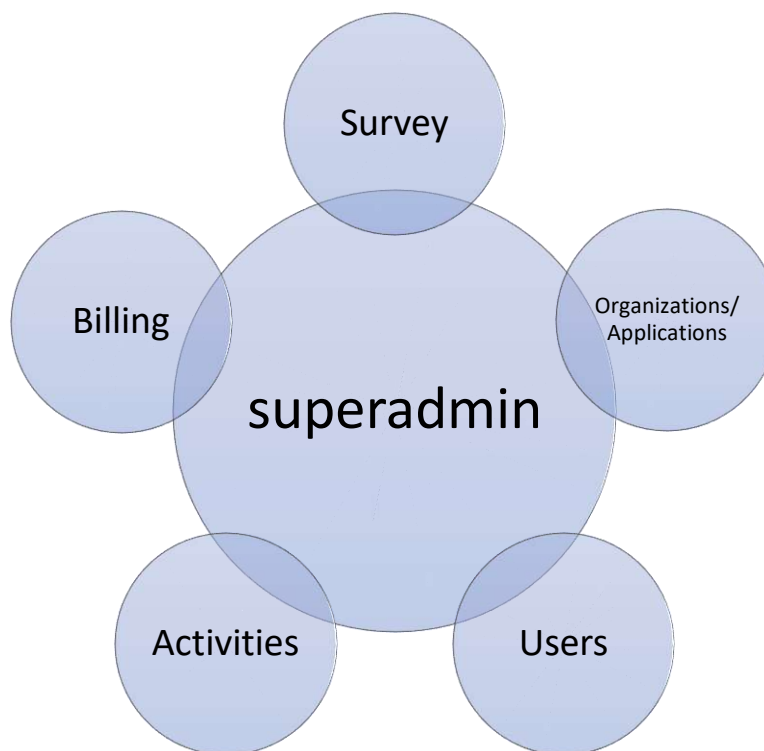 Survey
Billing
Organizations/
Applications
superadmin
Activities
Users